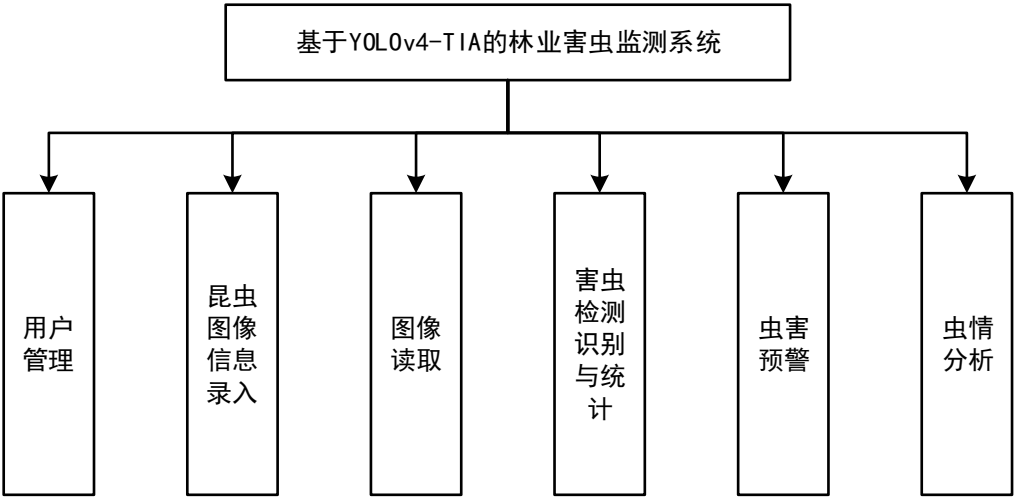 基于YOLOv4-TIA的林业害虫监测系统
用户
管理
昆虫
图像
信息
录入
图像
读取
害虫
检测
识别
与统
计
虫害
预警
虫情
分析